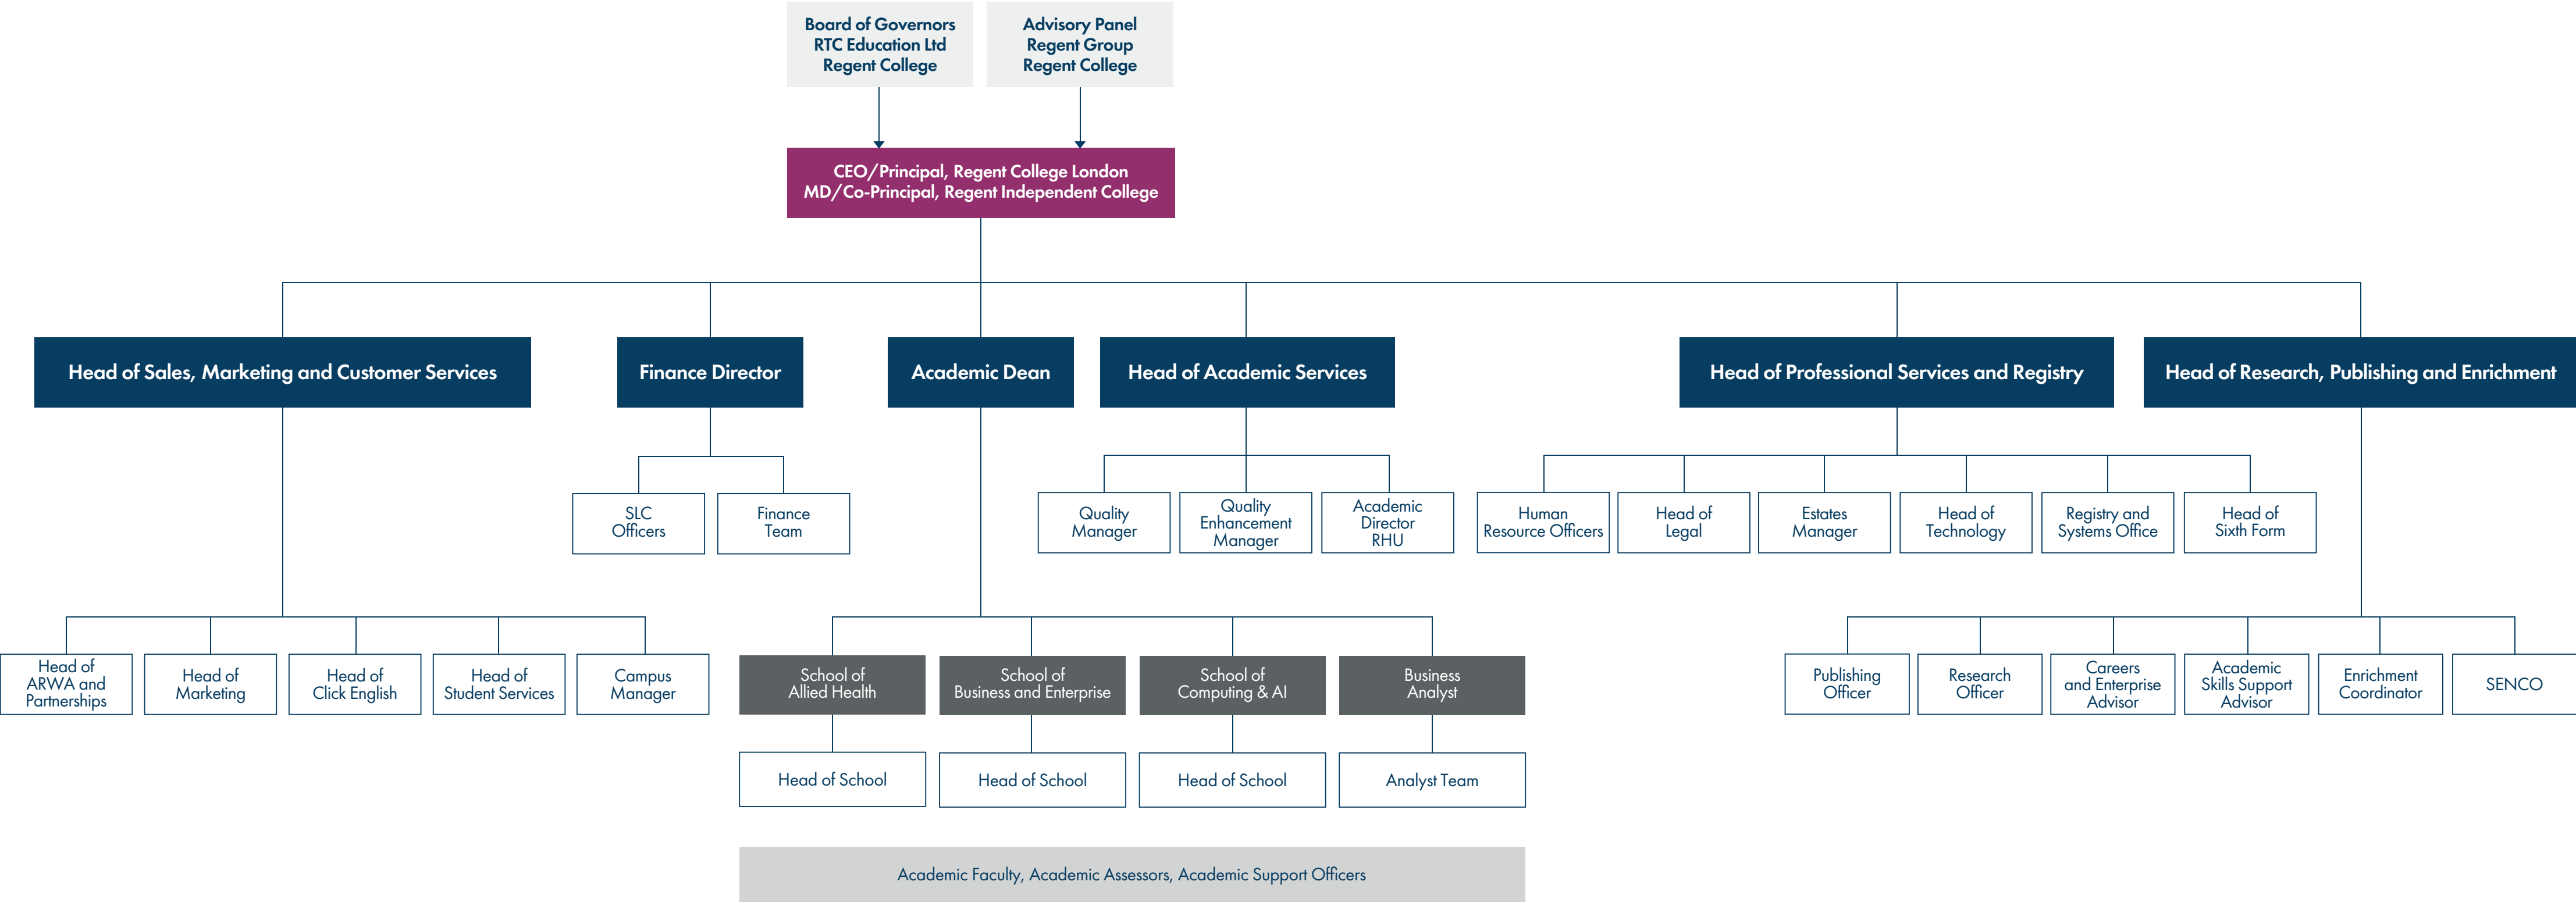 Board of Governors
RTC Education Ltd
Regent College
Advisory Panel
Regent Group
Regent College
CEO/Principal, Regent College London
MD/Co-Principal, Regent Independent College
Head of Sales, Marketing and Customer Services
Finance Director
Academic Dean
Head of Academic Services
Head of Professional Services and Registry
Head of Research, Publishing and Enrichment
SLC
Officers
Finance
Team
Quality
Manager
Quality
Enhancement
Manager
Academic
Director
RHU
Human
Resource Officers
Head of
Legal
Estates
Manager
Head of
Technology
Registry and
Systems Office
Head of
Sixth Form
Head of
ARWA and
Partnerships
Head of
Marketing
Head of
Click English
Head of
Student Services
Campus
Manager
School of
Allied Health
School of
Business and Enterprise
School of
Computing & AI
Business
Analyst
Publishing
Officer
Research
Officer
Careers
and Enterprise
Advisor
Academic
Skills Support
Advisor
Enrichment
Coordinator
SENCO
Head of School
Head of School
Head of School
Analyst Team
Academic Faculty, Academic Assessors, Academic Support Officers